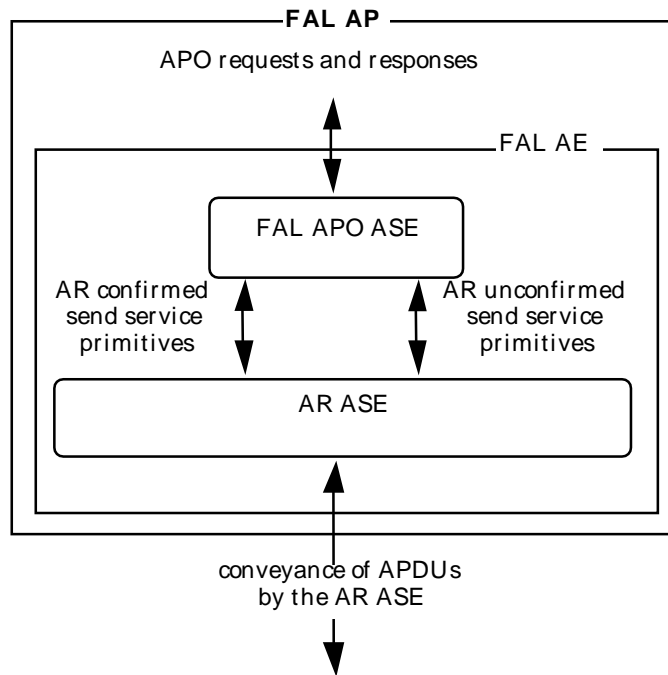 FAL AP
APO requests and responses
FAL AE
FAL APO ASE
AR confirmed
send service
primitives
AR unconfirmed
send service
primitives
AR ASE
conveyance of APDUs
by the AR ASE